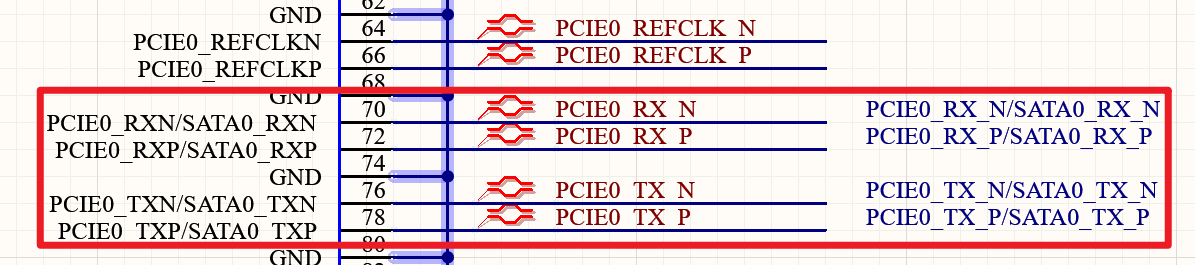 62
GND
64 PCIE0_REFCLK_N
PCIE0_REFCLKN
66 PCIE0_REFCLK_P
PCIE0_REFCLKP
68
GND
70 PCIE0_RX_N PCIE0_RX_N/SATA0_RX_N
PCIE0_RXN/SATA0_RXN
72 PCIE0_RX_P PCIE0_RX_P/SATA0_RX_P
PCIE0_RXP/SATA0_RXP
74
GND
76 PCIE0_TX_N PCIE0_TX_N/SATA0_TX_N
PCIE0_TXN/SATA0_TXN
78 PCIE0_TX_P PCIE0_TX_P/SATA0_TX_P
PCIE0_TXP/SATA0_TXP
80
GND